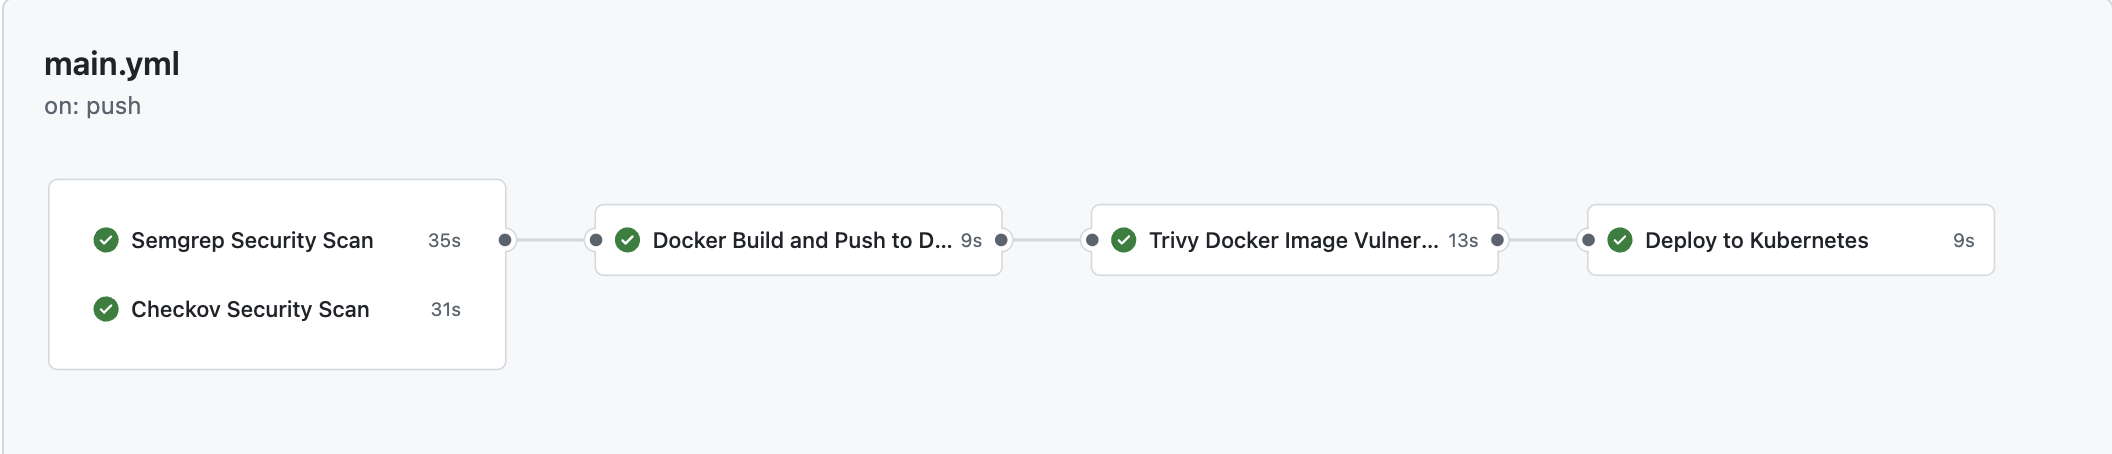 main.yml
on: push
Semgrep Security Scan 35s
Checkov Security Scan 31s
Docker Build and Push to D... 9s
Trivy Docker Image Vulner... 13s
Deploy to Kubernetes 9s